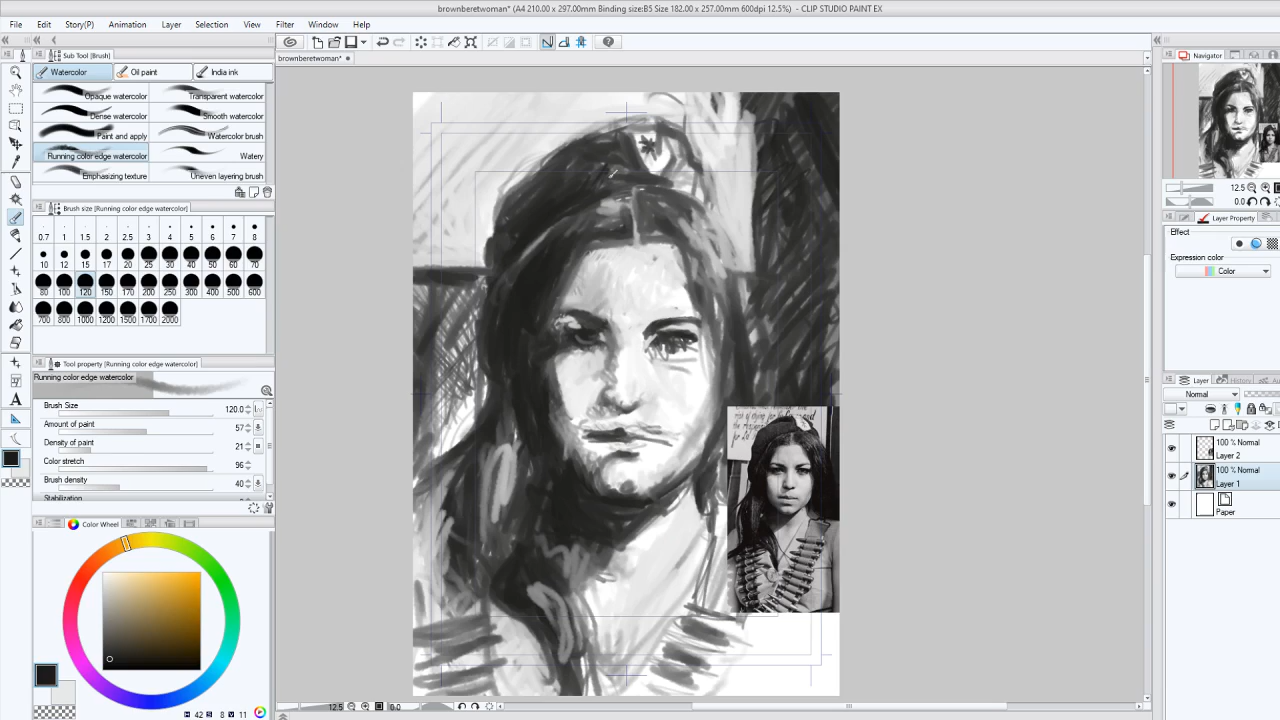 brownberetwoman* (A4 210.00 x 297.00mm Binding size:B5 Size 182.00 x 257.00mm 600dpi 12.5%) - CLIP STUDIO PAINT EX
File Edit Story(P) Animation Layer Selection View Filter Window Help
Sub Tool [Brush]
Navigator
brownberetwoman*
Watercolor Oil paint India ink
Opaque watercolor Transparent watercolor
Dense watercolor Smooth watercolor
Paint and apply Watercolor brush
Running color edge watercolor Watery
Emphasizing texture Uneven layering brush
12.5
0.0
Brush size [Running color edge watercolor]
0.7 1 1.5 2 2.5 3 4 5 6 7 8
10 12 15 17 20 25 30 40 50 60 70
80 100 120 150 170 200 250 300 400 500 600
700 800 1000 1200 1500 1700 2000
Layer Property
Effect
Expression color
Color
Tool property [Running color edge watercolor]
Running color edge watercolor
Brush Size 120.0
Amount of paint 57
Density of paint 21
Color stretch 96
Brush density 40
Stabilization
Layer History
Normal
100 % Normal
Layer 2
100 % Normal
Layer 1
Paper
Color Wheel
H 42 S 8 V 11
12.5 0.0